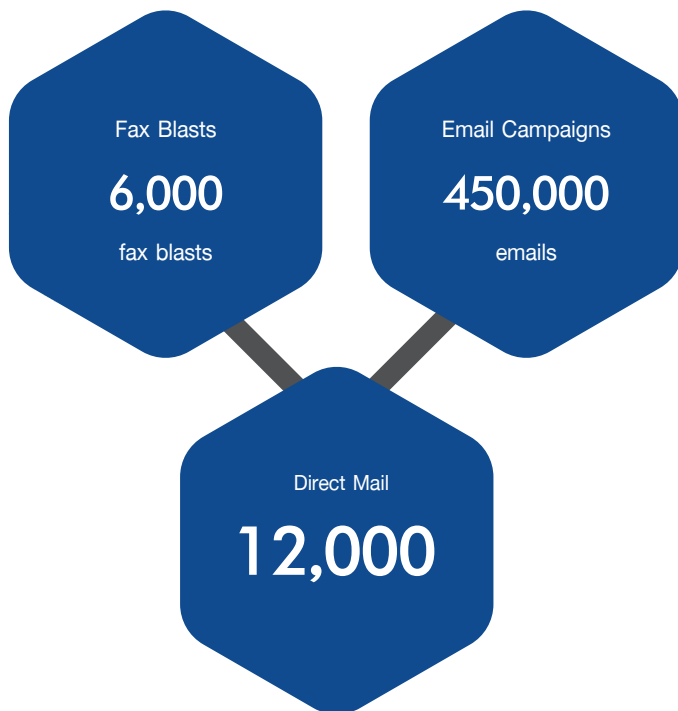 Fax Blasts
6,000
fax blasts
Email Campaigns
450,000
emails
Direct Mail
12,000